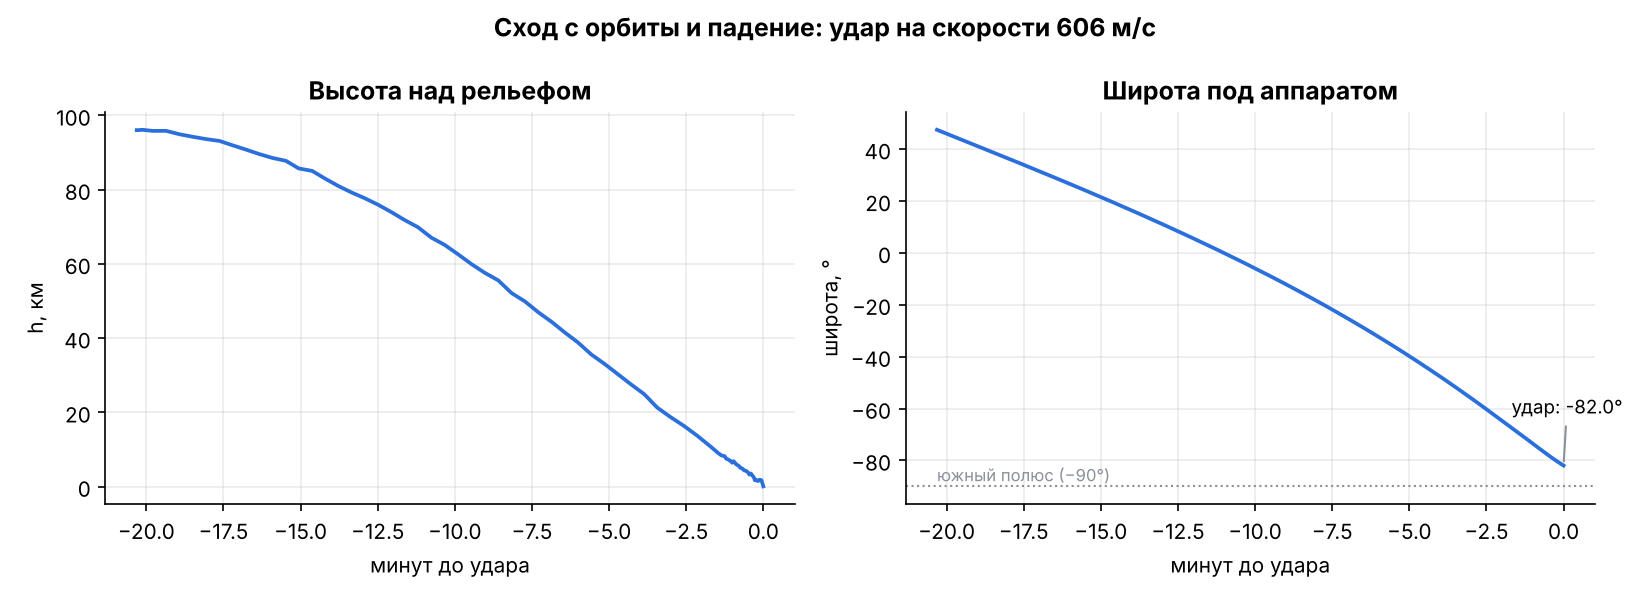 Сход с орбиты и падение: удар на скорости 606 м/с
Высота над рельефом
h, км
100
80
60
40
20
0
−20.0 −17.5 −15.0 −12.5 −10.0 −7.5 −5.0 −2.5 0.0
минут до удара
Широта под аппаратом
широта, °
40
20
0
−20
−40
−60
−80
удар: -82.0°
южный полюс (−90°)
−20.0 −17.5 −15.0 −12.5 −10.0 −7.5 −5.0 −2.5 0.0
минут до удара